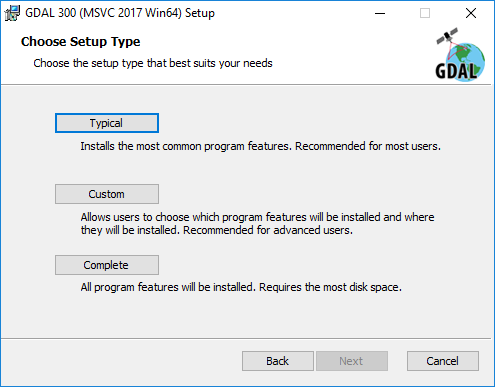 GDAL 300 (MSVC 2017 Win64) Setup
Choose Setup Type
Choose the setup type that best suits your needs
GDAL
Typical
Installs the most common program features. Recommended for most users.
Custom
Allows users to choose which program features will be installed and where
they will be installed. Recommended for advanced users.
Complete
All program features will be installed. Requires the most disk space.
Back
Next
Cancel